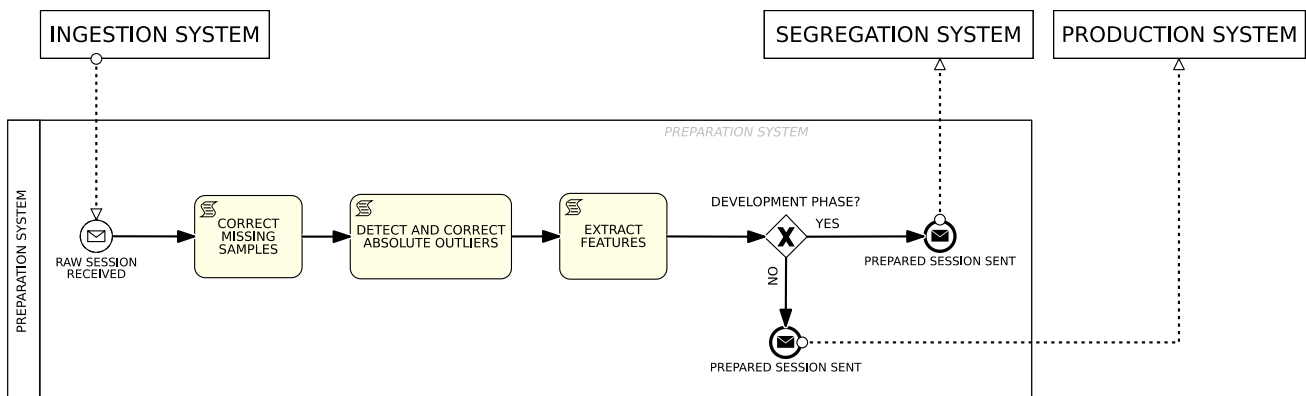 INGESTION SYSTEM
SEGREGATION SYSTEM
PRODUCTION SYSTEM
PREPARATION SYSTEM
PREPARATION SYSTEM
RAW SESSION
RECEIVED
CORRECT
MISSING
SAMPLES
DETECT AND CORRECT
ABSOLUTE OUTLIERS
EXTRACT
FEATURES
DEVELOPMENT PHASE?
YES
PREPARED SESSION SENT
NO
PREPARED SESSION SENT